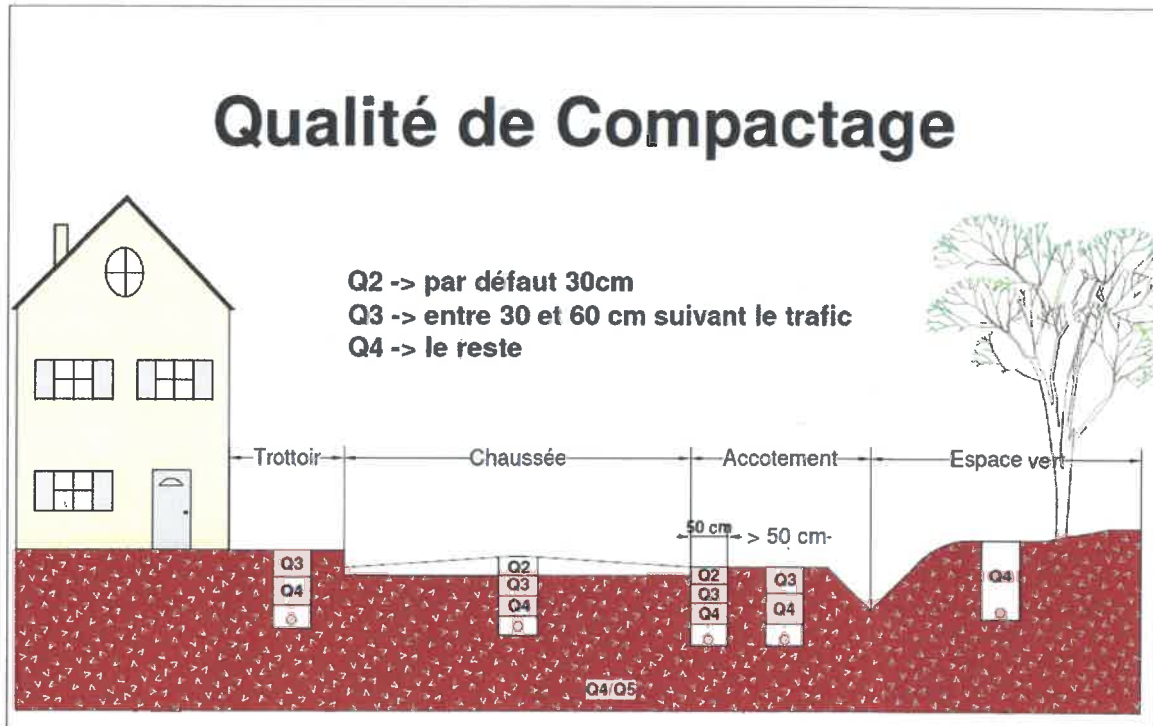 Qualité de Compactage
Q2 -> par défaut 30cm
Q3 -> entre 30 et 60 cm suivant le trafic
Q4 -> le reste
Trottoir
Chaussée
Accotement
Espace vert
50 cm
> 50 cm
Q3
Q4
Q2
Q3
Q4
Q2
Q3
Q4
Q3
Q4
Q4
Q4/Q5